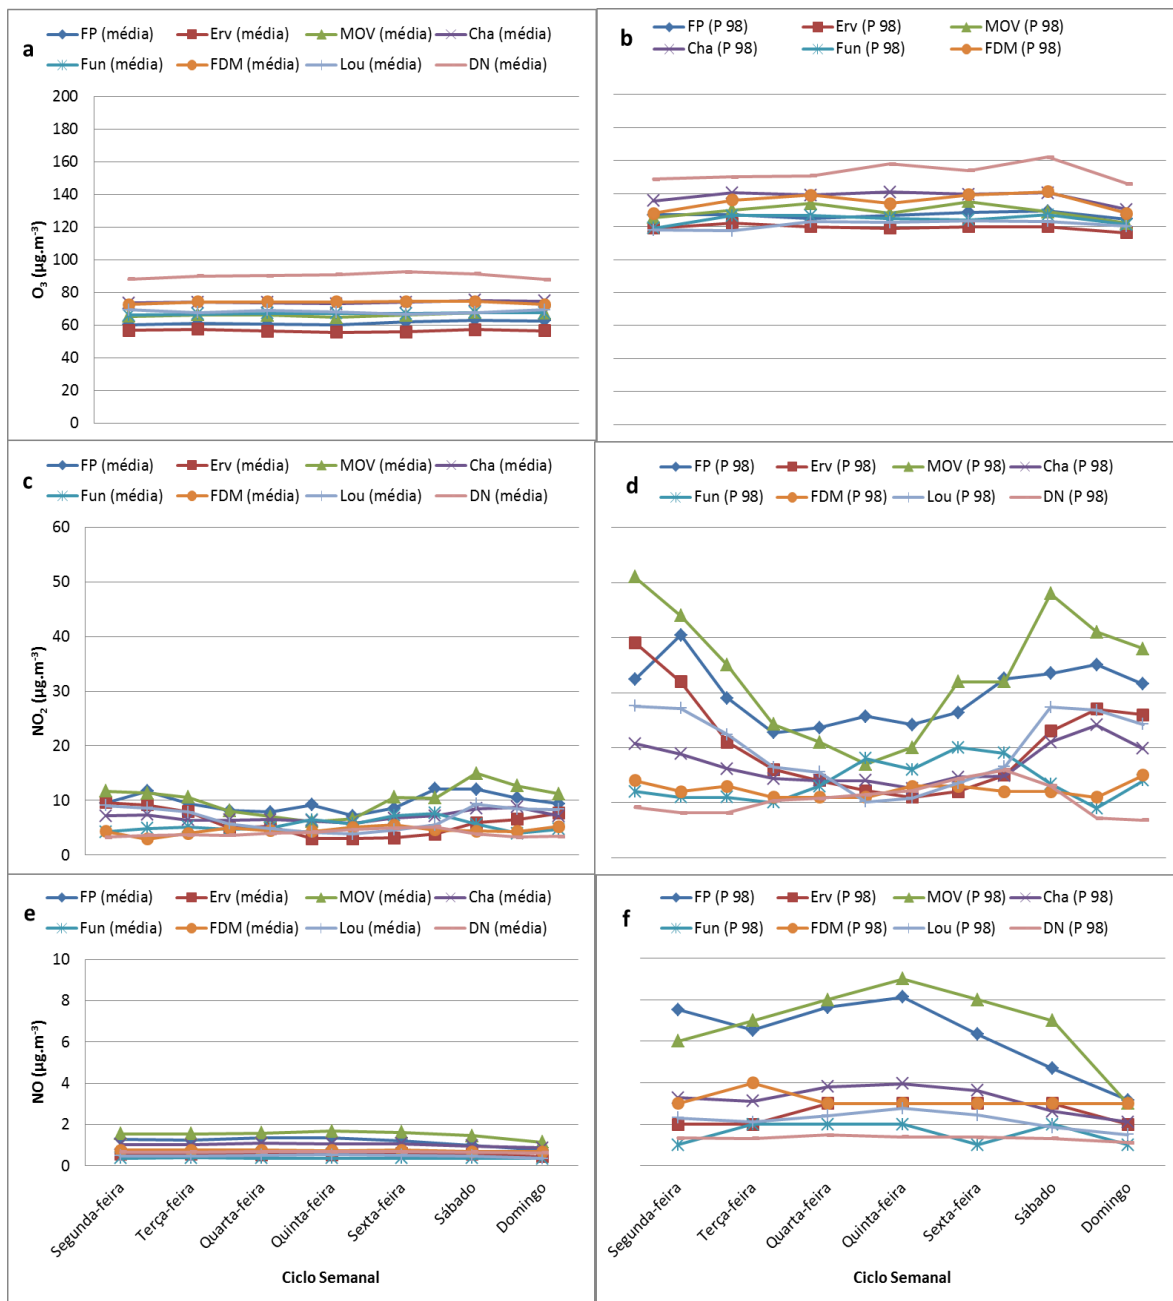 a
FP (média) Erv (média) MOV (média) Cha (média)
Fun (média) FDM (média) Lou (média) DN (média)
200
180
160
140
120
100
80
60
40
20
0
O3 (µg.m-3)
b
FP (P 98) Erv (P 98) MOV (P 98)
Cha (P 98) Fun (P 98) FDM (P 98)
c
FP (média) Erv (média) MOV (média) Cha (média)
Fun (média) FDM (média) Lou (média) DN (média)
60
50
40
30
20
10
0
NO2 (µg.m-3)
d
FP (P 98) Erv (P 98) MOV (P 98) Cha (P 98)
Fun (P 98) FDM (P 98) Lou (P 98) DN (P 98)
e
FP (média) Erv (média) MOV (média) Cha (média)
Fun (média) FDM (média) Lou (média) DN (média)
10
8
6
4
2
0
NO (µg.m-3)
Segunda-feira
Terça-feira
Quarta-feira
Quinta-feira
Sexta-feira
Sábado
Domingo
Ciclo Semanal
f
FP (P 98) Erv (P 98) MOV (P 98) Cha (P 98)
Fun (P 98) FDM (P 98) Lou (P 98) DN (P 98)
Segunda-feira
Terça-feira
Quarta-feira
Quinta-feira
Sexta-feira
Sábado
Domingo
Ciclo Semanal